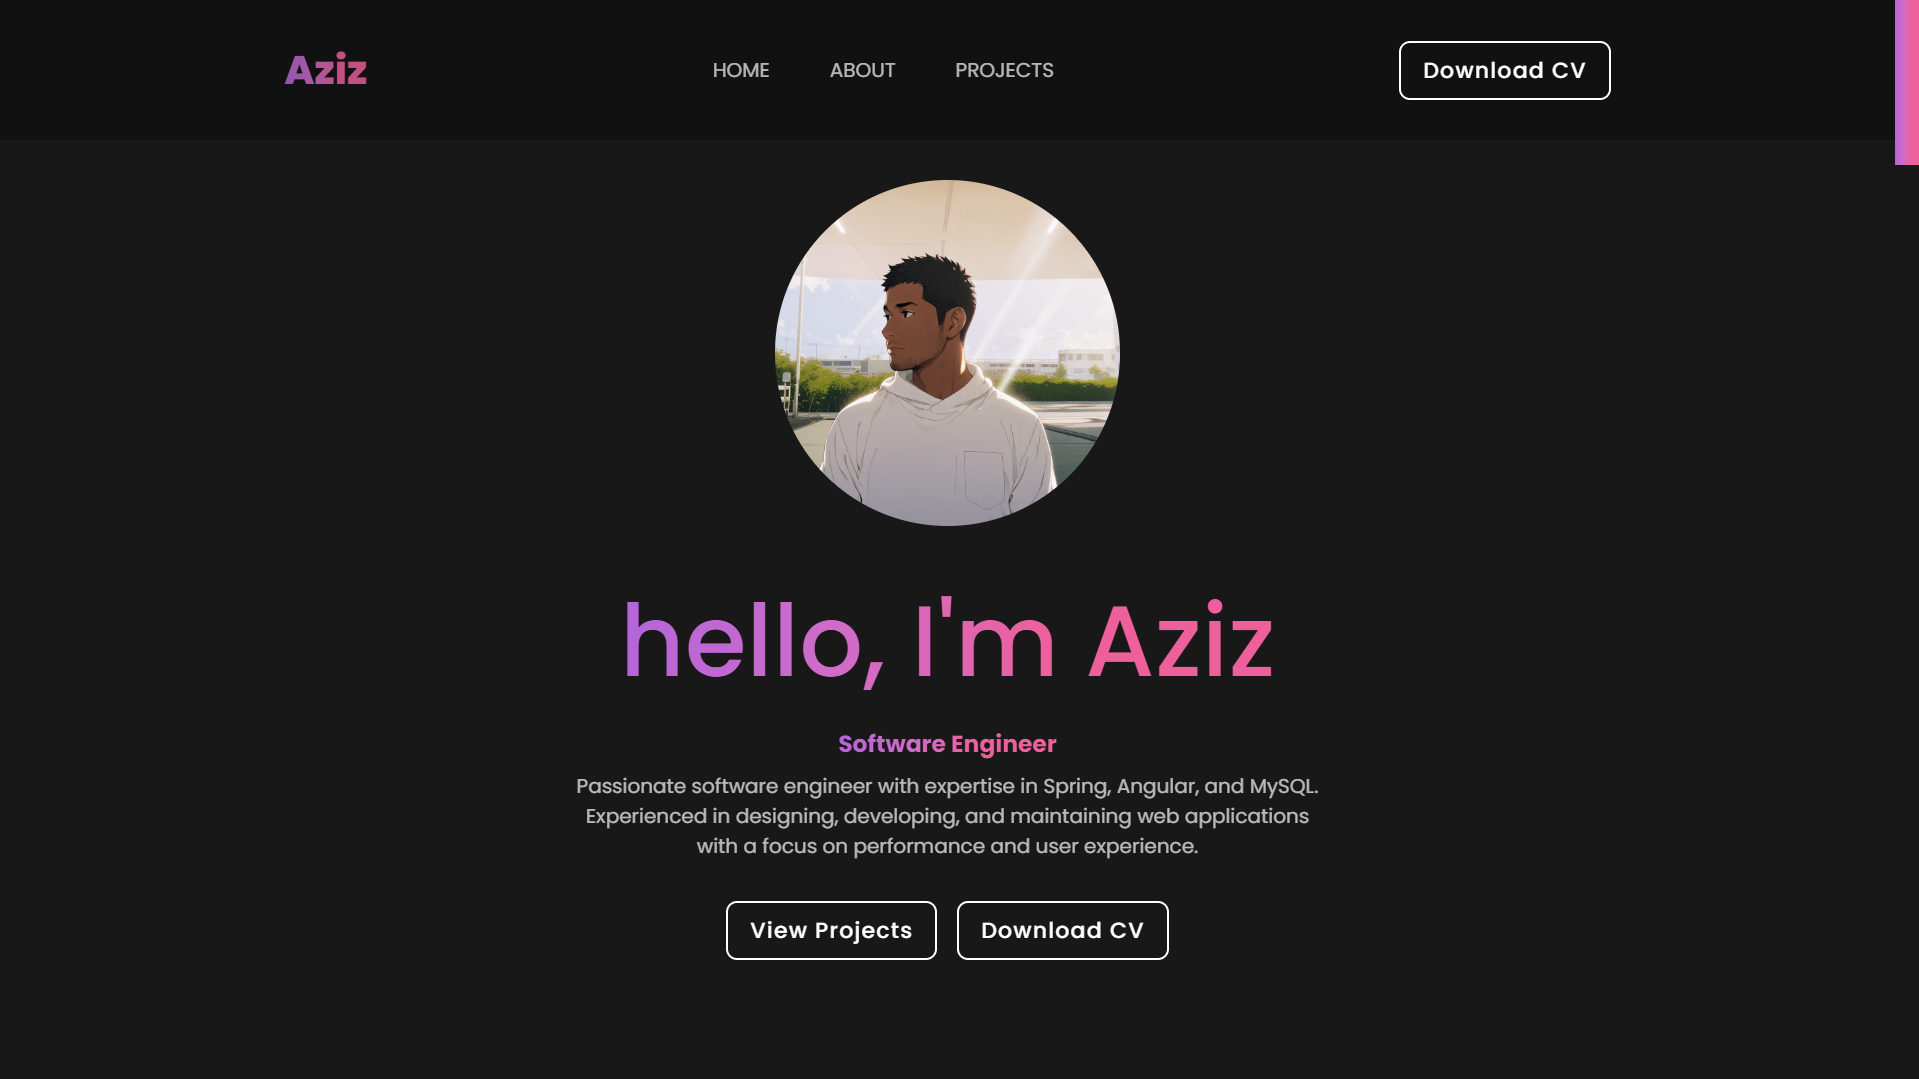 Aziz
HOME
ABOUT
PROJECTS
Download CV
hello, I'm Aziz
Software Engineer
Passionate software engineer with expertise in Spring, Angular, and MySQL.
Experienced in designing, developing, and maintaining web applications
with a focus on performance and user experience.
View Projects
Download CV